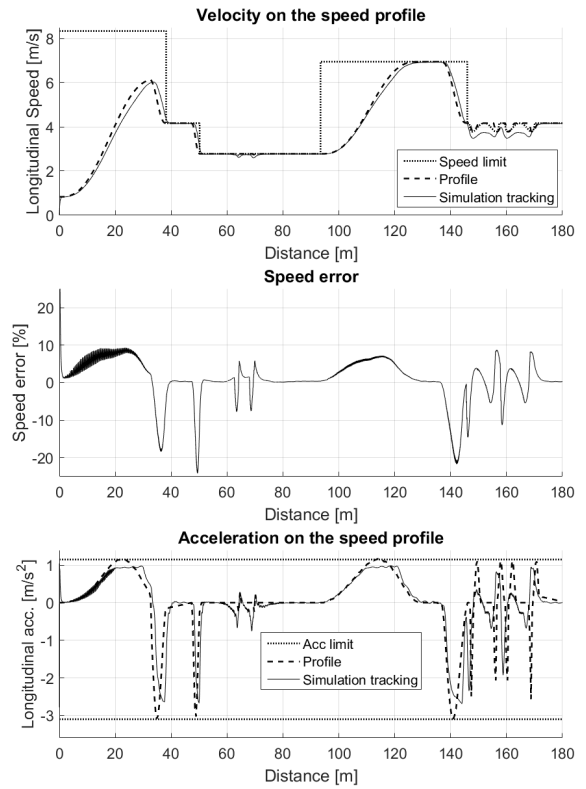 Velocity on the speed profile
Longitudinal Speed [m/s]
8
6
4
2
0
Speed limit
Profile
Simulation tracking
0 20 40 60 80 100 120 140 160 180
Distance [m]
Speed error
Speed error [%]
20
10
0
-10
-20
0 20 40 60 80 100 120 140 160 180
Distance [m]
Acceleration on the speed profile
Longitudinal acc. [m/s²]
1
0
-1
-2
-3
Acc limit
Profile
Simulation tracking
0 20 40 60 80 100 120 140 160 180
Distance [m]